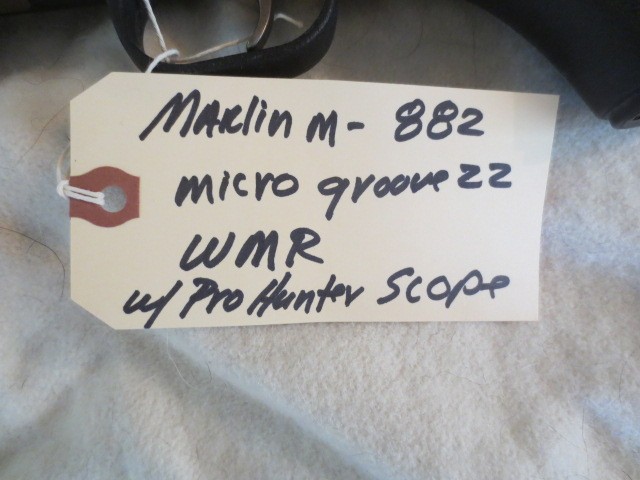 Marlin M- 882
micro groove 22
WMR
w/ Pro Hunter Scope